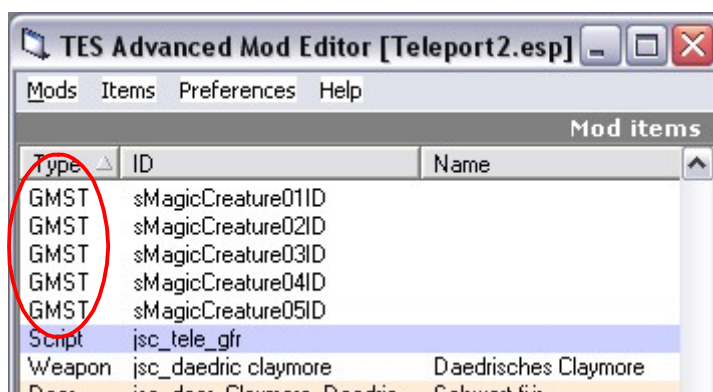 TES Advanced Mod Editor [Teleport2.esp]
Mods Items Preferences Help
Mod items
Type ID Name
GMST sMagicCreature01ID
GMST sMagicCreature02ID
GMST sMagicCreature03ID
GMST sMagicCreature04ID
GMST sMagicCreature05ID
Script jsc_tele_gfr
Weapon jsc_daedric claymore Daedrisches Claymore